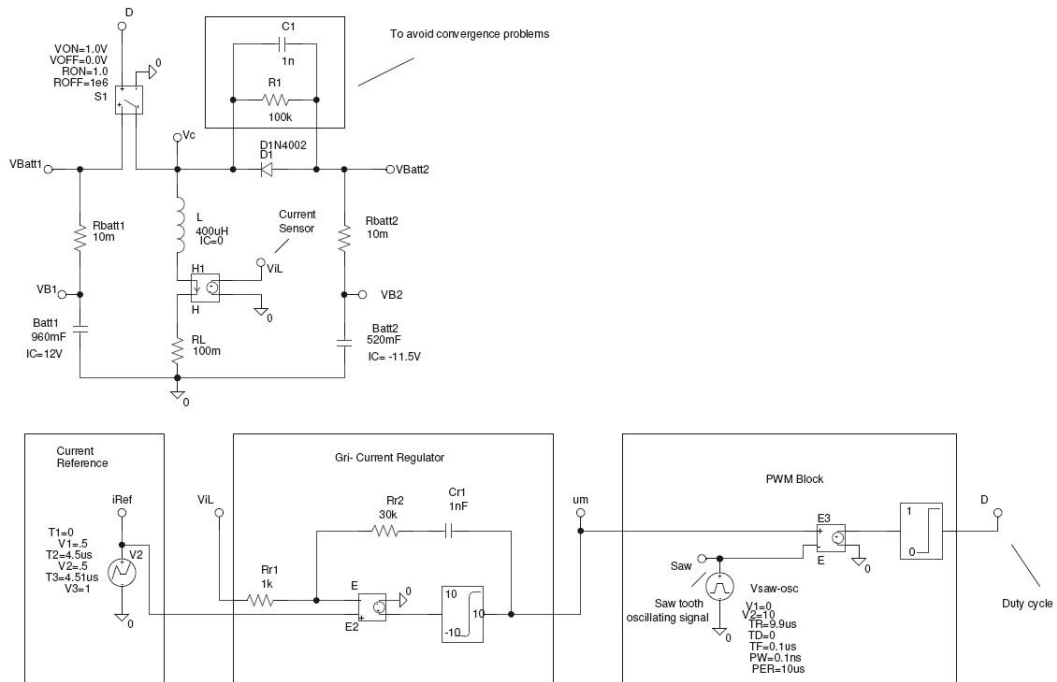 D
VON=1.0V
VOFF=0.0V
RON=1.0
ROFF=1e6
S1
0
C1
1n
R1
100k
To avoid convergence problems
Vc
D1N4002
D1
VBatt1
VBatt2
Rbatt1
10m
L
400uH
IC=0
Current
Sensor
Rbatt2
10m
H1
ViL
VB1
H
0
VB2
Batt1
960mF
IC=12V
RL
100m
Batt2
520mF
IC= -11.5V
0
Current
Reference
iRef
T1=0
V1=.5
T2=4.5us
V2=.5
T3=4.51us
V3=1
V2
0
Gri- Current Regulator
ViL
Rr2
30k
Cr1
1nF
Rr1
1k
E
0
E2
10
10
-10
um
PWM Block
E3
E
0
1
0
D
Saw
Saw tooth
oscillating signal
Vsaw-osc
V1=0
V2=10
TR=9.9us
TD=0
TF=0.1us
PW=0.1ns
PER=10us
0
Duty cycle